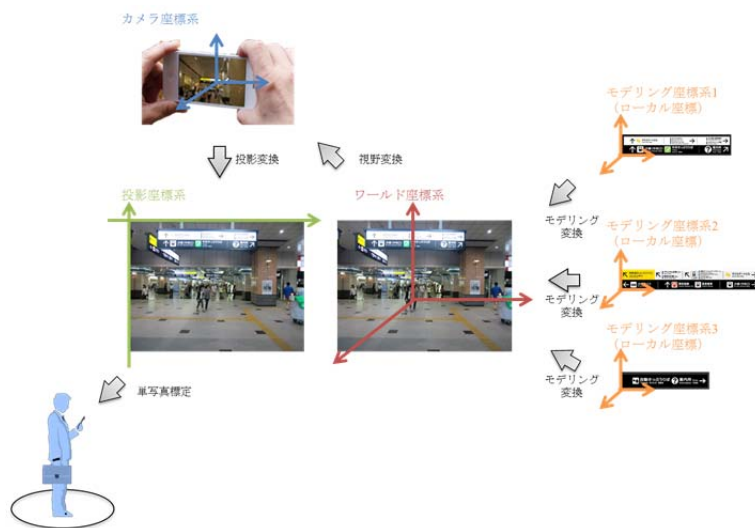 カメラ座標系
モデリング座標系1
(ローカル座標)
投影変換
視野変換
投影座標系
ワールド座標系
モデリング
変換
モデリング座標系2
(ローカル座標)
モデリング
変換
モデリング座標系3
(ローカル座標)
モデリング
変換
単写真標定